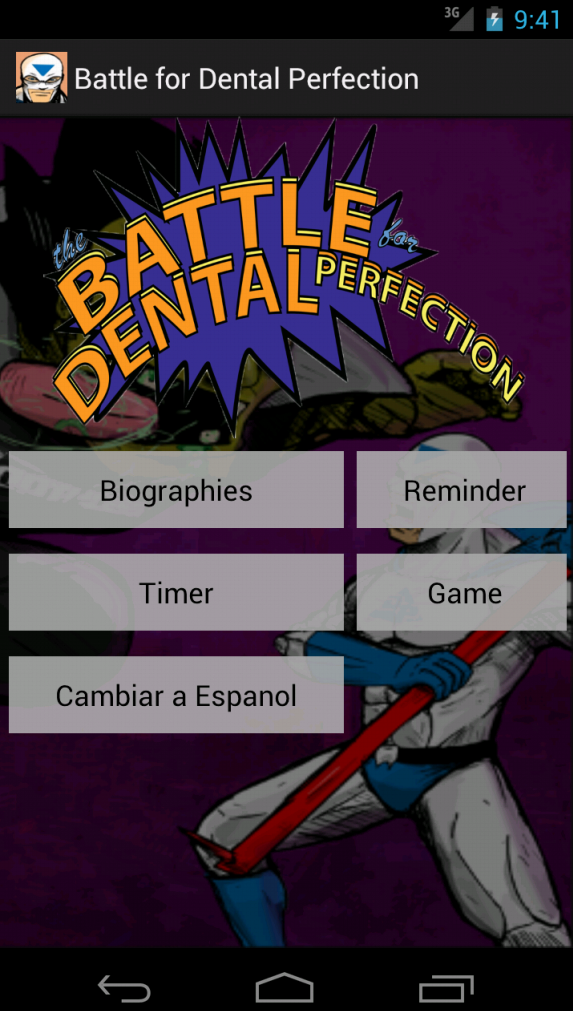 3G 9:41
Battle for Dental Perfection
the BATTLE for
DENTAL PERFECTION
Biographies Reminder
Timer Game
Cambiar a Espanol